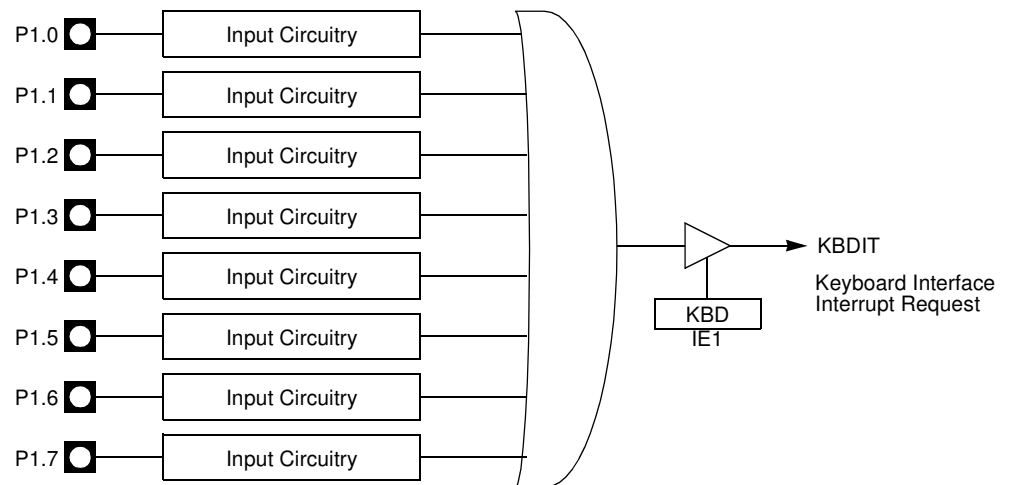 P1.0 Input Circuitry
P1.1 Input Circuitry
P1.2 Input Circuitry
P1.3 Input Circuitry
P1.4 Input Circuitry
P1.5 Input Circuitry
P1.6 Input Circuitry
P1.7 Input Circuitry
KBDIT
Keyboard Interface
Interrupt Request
KBD
IE1